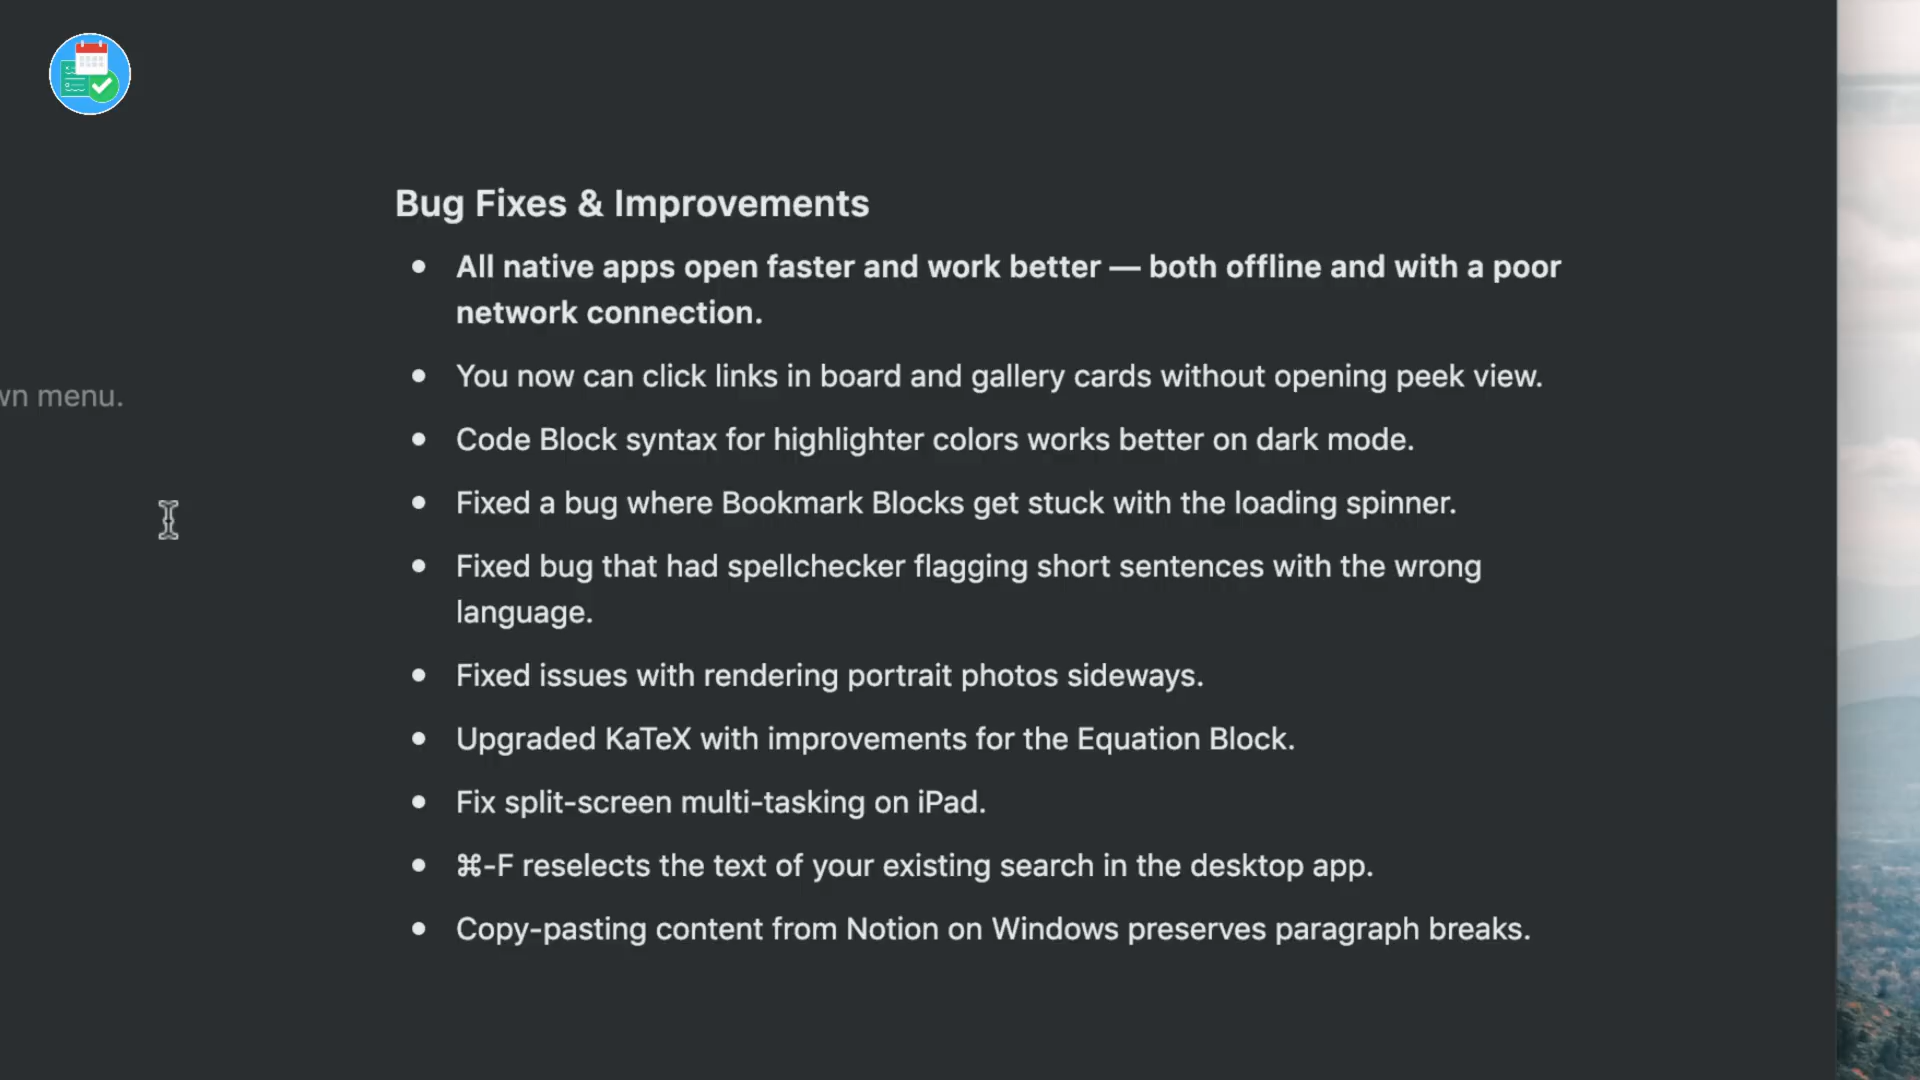 Bug Fixes & Improvements
• All native apps open faster and work better — both offline and with a poor
network connection.
• You now can click links in board and gallery cards without opening peek view.
wn menu.
• Code Block syntax for highlighter colors works better on dark mode.
• Fixed a bug where Bookmark Blocks get stuck with the loading spinner.
• Fixed bug that had spellchecker flagging short sentences with the wrong
language.
• Fixed issues with rendering portrait photos sideways.
• Upgraded KaTeX with improvements for the Equation Block.
• Fix split-screen multi-tasking on iPad.
• ⌘-F reselects the text of your existing search in the desktop app.
• Copy-pasting content from Notion on Windows preserves paragraph breaks.